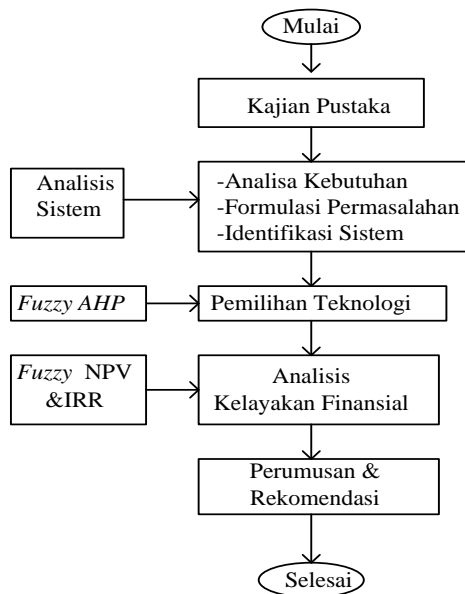 Mulai
Kajian Pustaka
Analisis
Sistem
-Analisa Kebutuhan
-Formulasi Permasalahan
-Identifikasi Sistem
Fuzzy AHP
Pemilihan Teknologi
Fuzzy NPV
&IRR
Analisis
Kelayakan Finansial
Perumusan &
Rekomendasi
Selesai